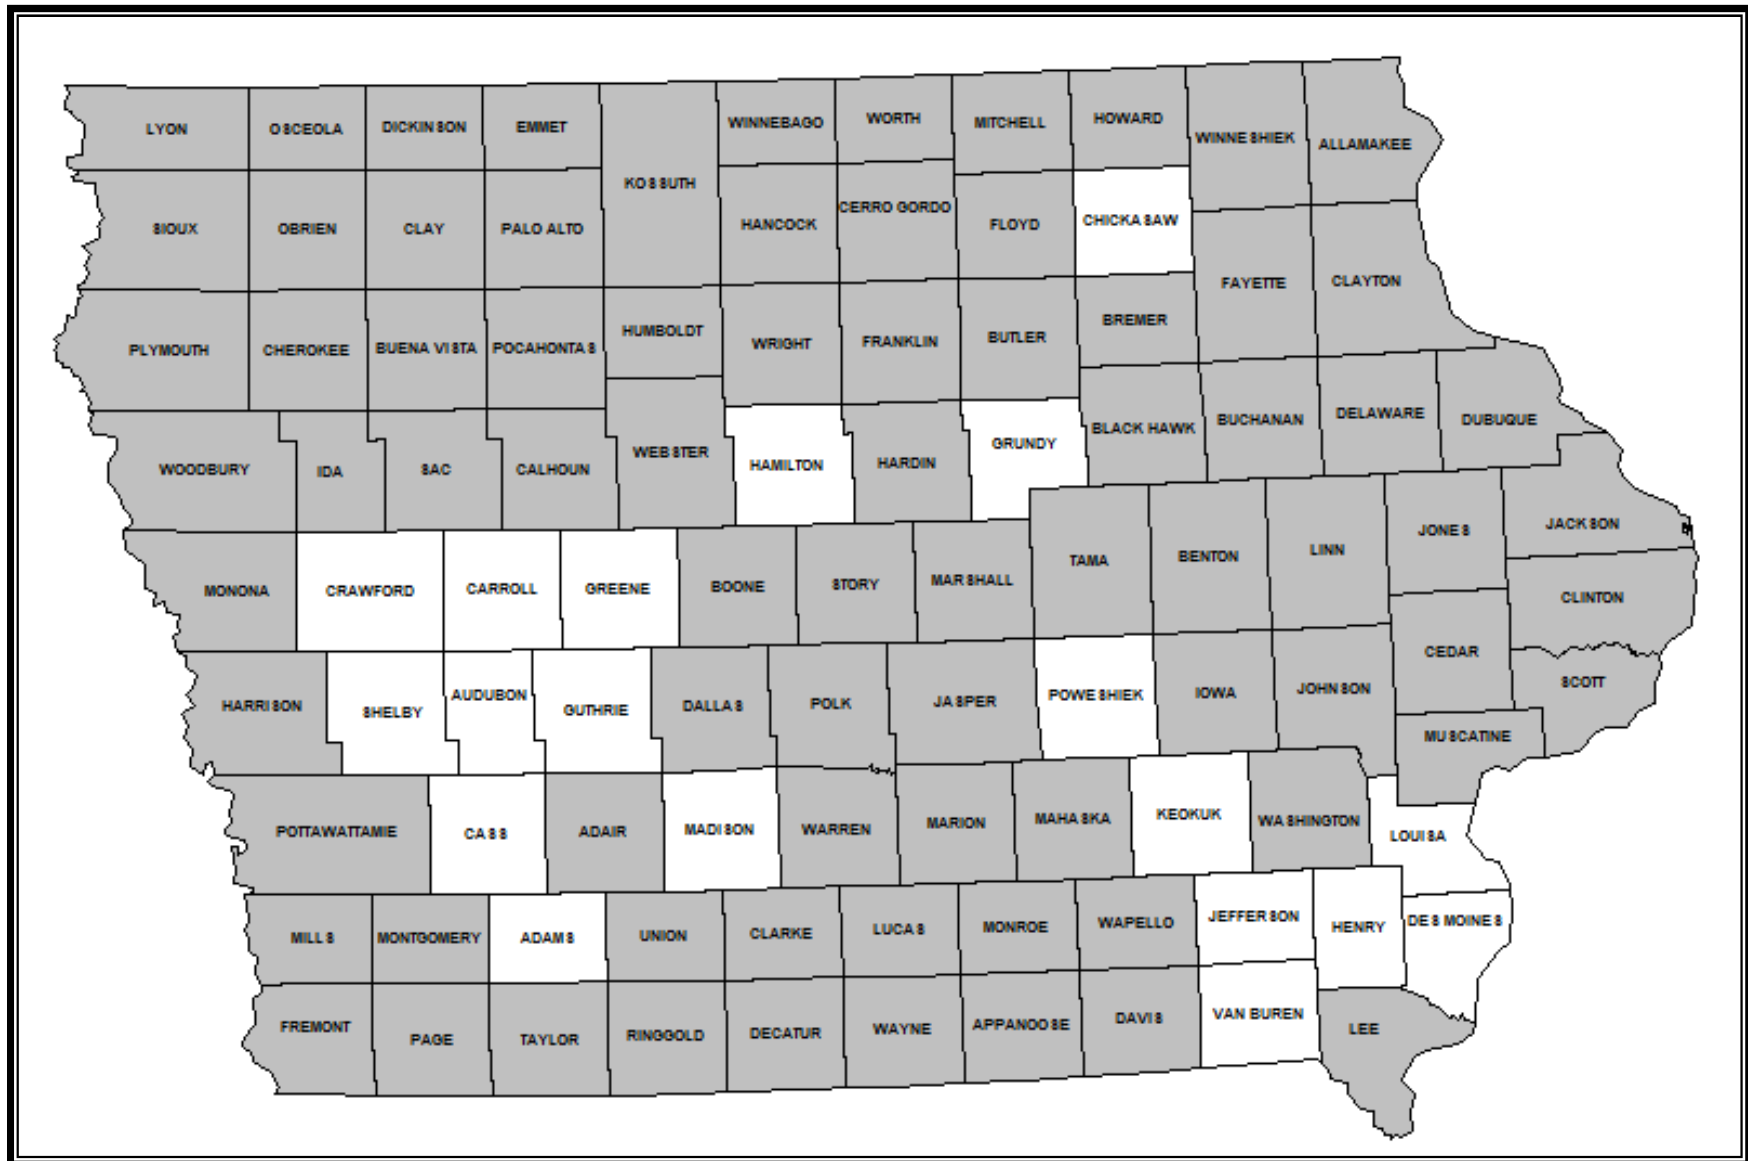 LYON
OSCEOLA
DICKINSON
EMMET
KOSSUTH
WINNEBAGO
WORTH
MITCHELL
HOWARD
WINNESHIEK
ALLAMAKEE
SIOUX
OBRIEN
CLAY
PALO ALTO
HANCOCK
CERRO GORDO
FLOYD
CHICKASAW
FAYETTE
CLAYTON
PLYMOUTH
CHEROKEE
BUENA VISTA
POCAHONTAS
HUMBOLDT
WRIGHT
FRANKLIN
BUTLER
BREMER
WOODBURY
IDA
SAC
CALHOUN
WEBSTER
HAMILTON
HARDIN
GRUNDY
BLACK HAWK
BUCHANAN
DELAWARE
DUBUQUE
MONONA
CRAWFORD
CARROLL
GREENE
BOONE
STORY
MARSHALL
TAMA
BENTON
LINN
JONES
JACKSON
CLINTON
HARRISON
SHELBY
AUDUBON
GUTHRIE
DALLAS
POLK
JASPER
POWESHIEK
IOWA
JOHNSON
CEDAR
SCOTT
MUSCATINE
POTTAWATTAMIE
CASS
ADAIR
MADISON
WARREN
MARION
MAHASKA
KEOKUK
WASHINGTON
LOUISA
MILLS
MONTGOMERY
ADAMS
UNION
CLARKE
LUCAS
MONROE
WAPELLO
JEFFERSON
HENRY
DES MOINES
FREMONT
PAGE
TAYLOR
RINGGOLD
DECATUR
WAYNE
APPANOOSE
DAVIS
VAN BUREN
LEE